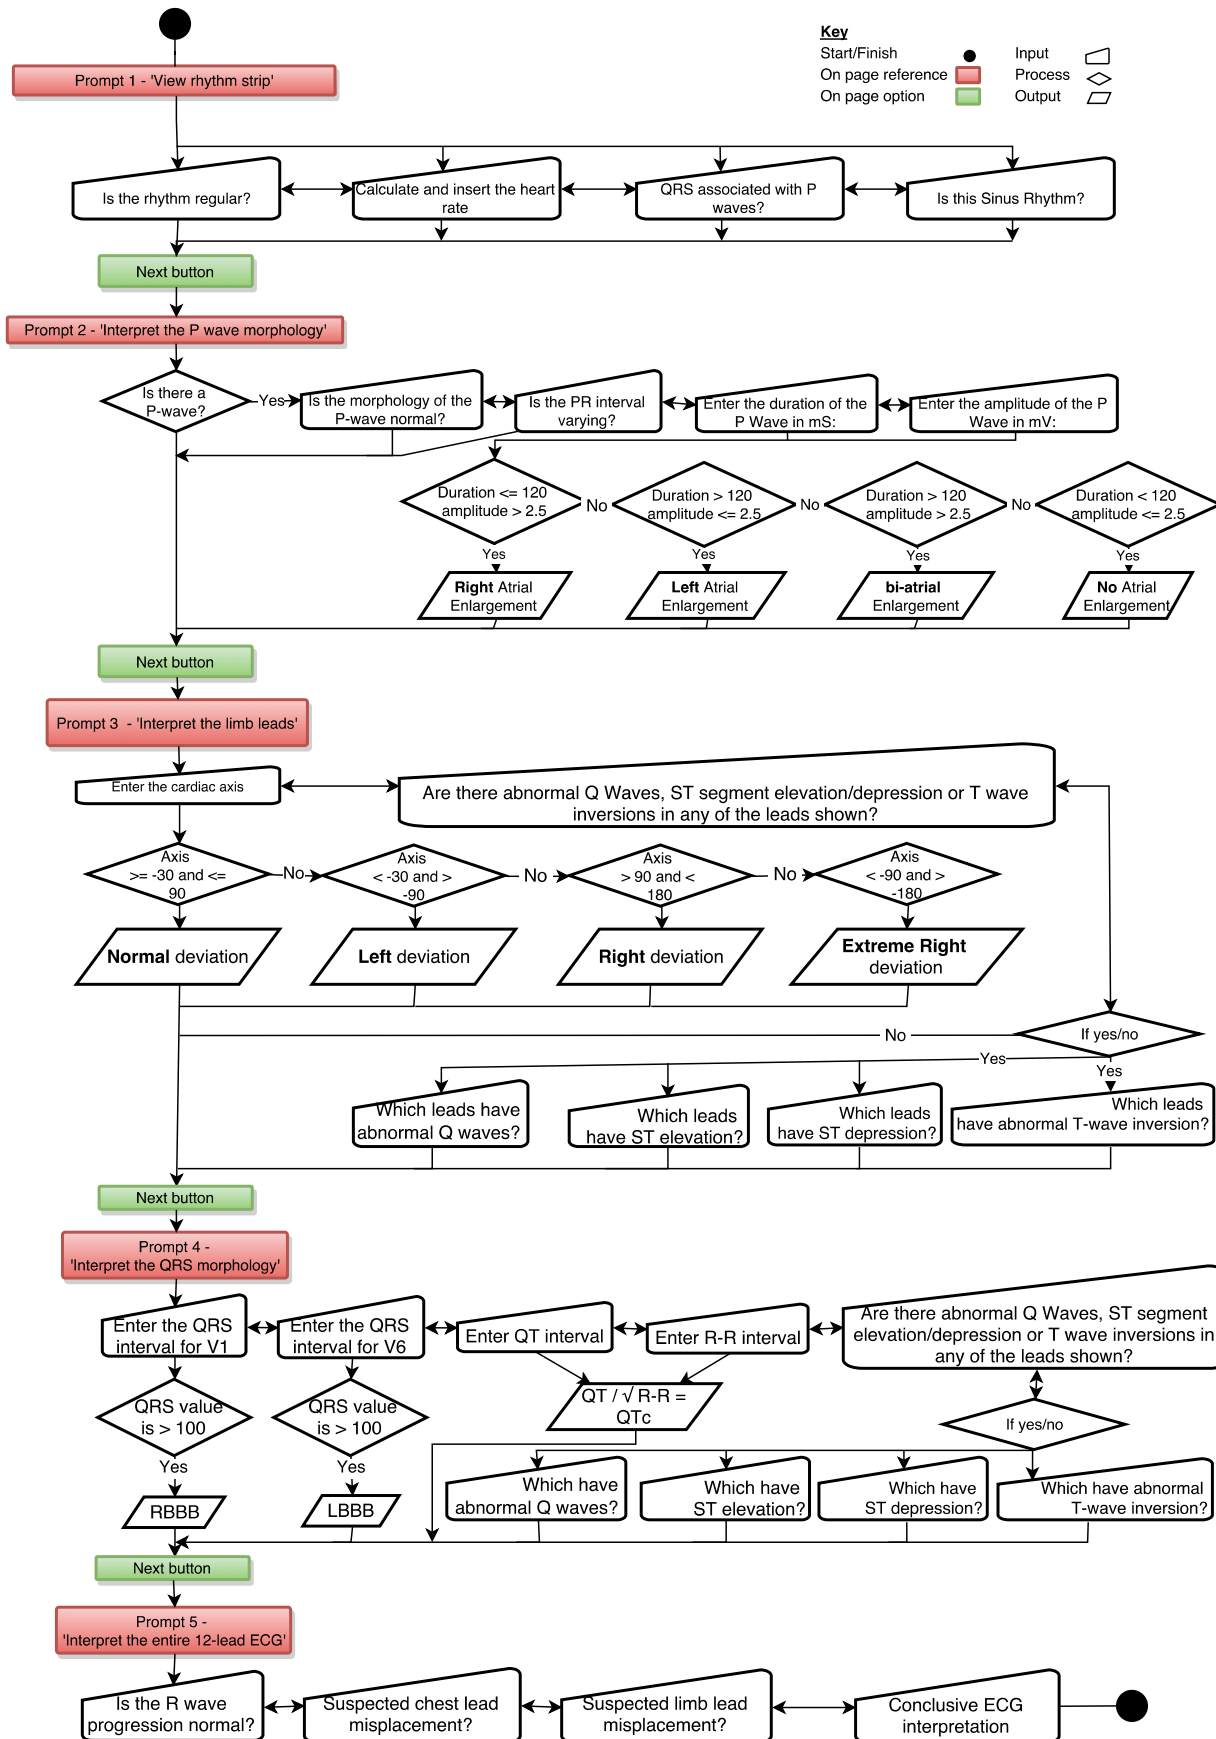 Key
Start/Finish
Input
On page reference
Process
On page option
Output
Prompt 1 - 'View rhythm strip'
Is the rhythm regular?
Calculate and insert the heart
rate
QRS associated with P
waves?
Is this Sinus Rhythm?
Next button
Prompt 2 - 'Interpret the P wave morphology'
Is there a
P-wave?
Yes
Is the morphology of the
P-wave normal?
Is the PR interval
varying?
Enter the duration of the
P Wave in mS:
Enter the amplitude of the P
Wave in mV:
Duration <= 120
amplitude > 2.5
No
Duration > 120
amplitude <= 2.5
No
Duration > 120
amplitude > 2.5
No
Duration < 120
amplitude <= 2.5
Yes
Yes
Yes
Yes
Right Atrial
Enlargement
Left Atrial
Enlargement
bi-atrial
Enlargement
No Atrial
Enlargement
Next button
Prompt 3 - 'Interpret the limb leads'
Enter the cardiac axis
Are there abnormal Q Waves, ST segment elevation/depression or T wave
inversions in any of the leads shown?
Axis
>= -30 and <=
90
No
Axis
< -30 and >
-90
No
Axis
> 90 and <
180
No
Axis
< -90 and >
-180
Normal deviation
Left deviation
Right deviation
Extreme Right
deviation
No
If yes/no
Yes
Yes
Which leads have
abnormal Q waves?
Which leads
have ST elevation?
Which leads
have ST depression?
Which leads
have abnormal T-wave inversion?
Next button
Prompt 4 -
'Interpret the QRS morphology'
Enter the QRS
interval for V1
Enter the QRS
interval for V6
Enter QT interval
Enter R-R interval
Are there abnormal Q Waves, ST segment
elevation/depression or T wave inversions in
any of the leads shown?
QRS value
is > 100
QRS value
is > 100
QT / √ R-R =
QTc
If yes/no
Yes
Yes
Which have
abnormal Q waves?
Which have
ST elevation?
Which have
ST depression?
Which have abnormal
T-wave inversion?
RBBB
LBBB
Next button
Prompt 5 -
'Interpret the entire 12-lead ECG'
Is the R wave
progression normal?
Suspected chest lead
misplacement?
Suspected limb lead
misplacement?
Conclusive ECG
interpretation